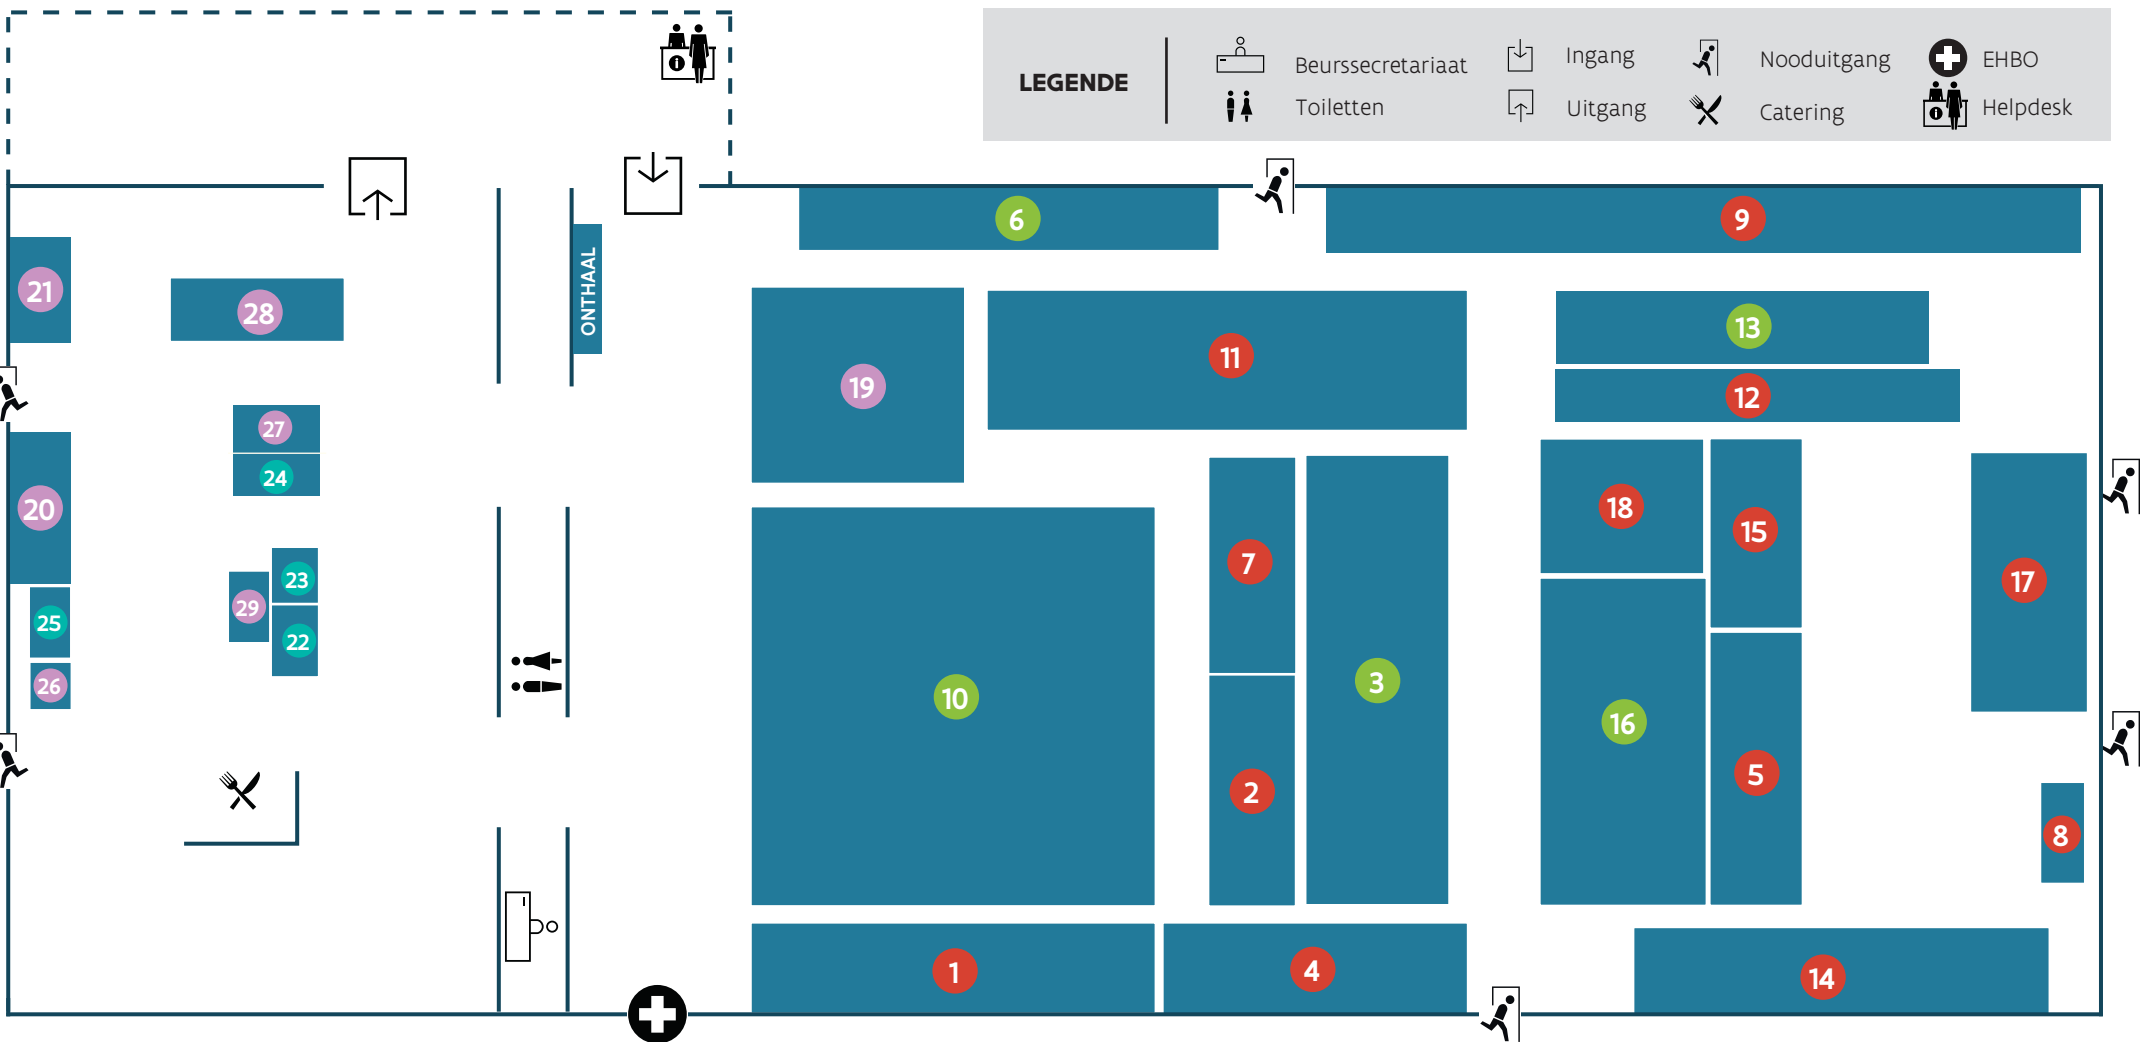 LEGENDE
Beurssecretariaat
Toiletten
Ingang
Uitgang
Nooduitgang
Catering
EHBO
Helpdesk
ONTHAAL
6
9
21
28
13
11
19
12
27
24
20
18
15
7
17
23
29
25
22
26
3
10
16
5
2
8
1
4
14